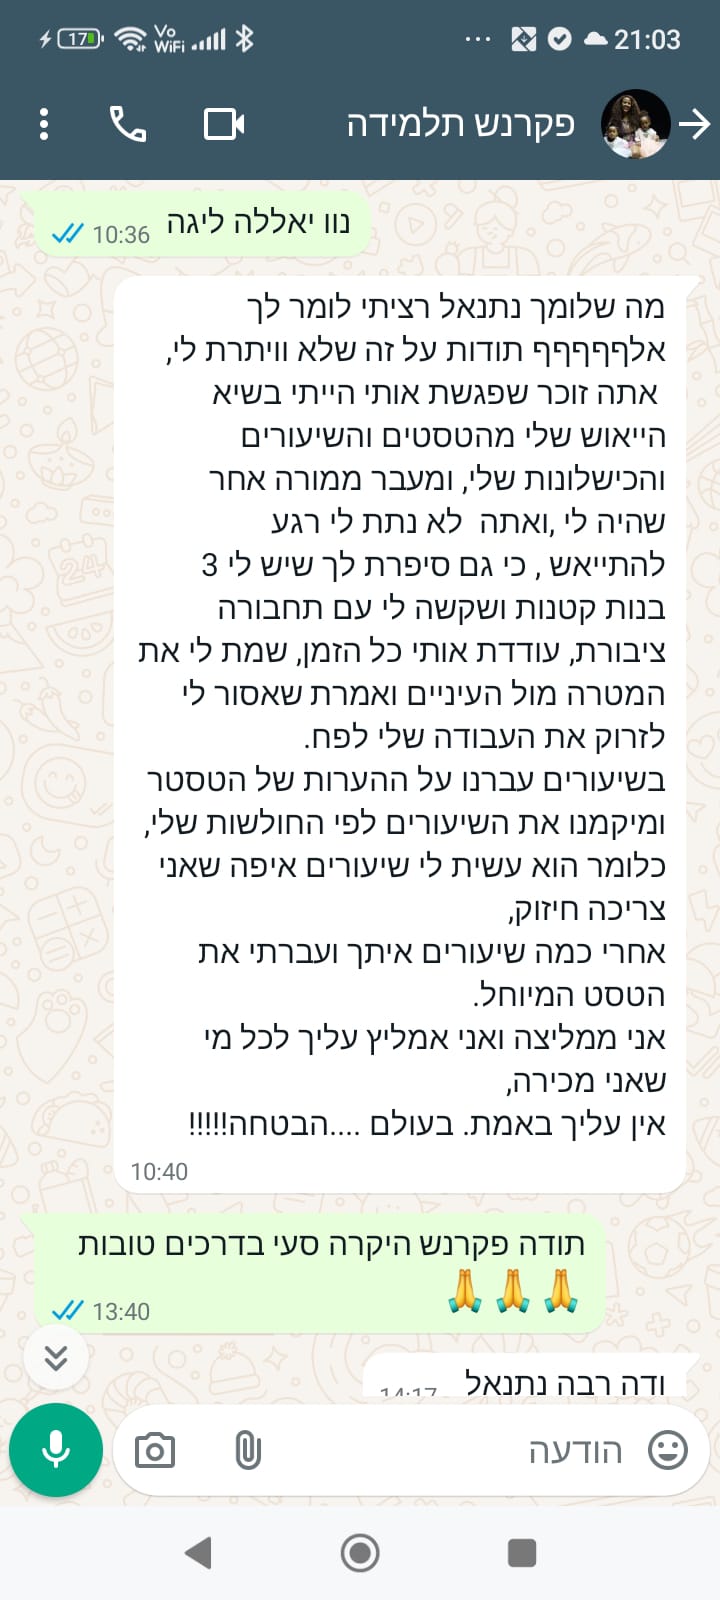 17
Vo
WiFi
21:03
פקרנש תלמידה
נוו יאללה ליגה
10:36
מה שלומך נתנאל רציתי לומר לך
אלףףףףף תודות על זה שלא וויתרת לי,
אתה זוכר שפגשת אותי הייתי בשיא
הייאוש שלי מהטסטים והשיעורים
והכישלונות שלי, ומעבר ממורה אחר
שהיה לי ,ואתה לא נתת לי רגע
להתייאש , כי גם סיפרת לך שיש לי 3
בנות קטנות ושקשה לי עם תחבורה
ציבורת, עודדת אותי כל הזמן, שמת לי את
המטרה מול העיניים ואמרת שאסור לי
לזרוק את העבודה שלי לפח.
בשיעורים עברנו על ההערות של הטסטר
ומיקמנו את השיעורים לפי החולשות שלי,
כלומר הוא עשית לי שיעורים איפה שאני
צריכה חיזוק,
אחרי כמה שיעורים איתך ועברתי את
הטסט המיוחל.
אני ממליצה ואני אמליץ עליך לכל מי
שאני מכירה,
אין עליך באמת. בעולם ....הבטחה!!!!!
10:40
תודה פקרנש היקרה סעי בדרכים טובות
🙏🙏🙏
13:40
ודה רבה נתנאל
14:17
הודעה